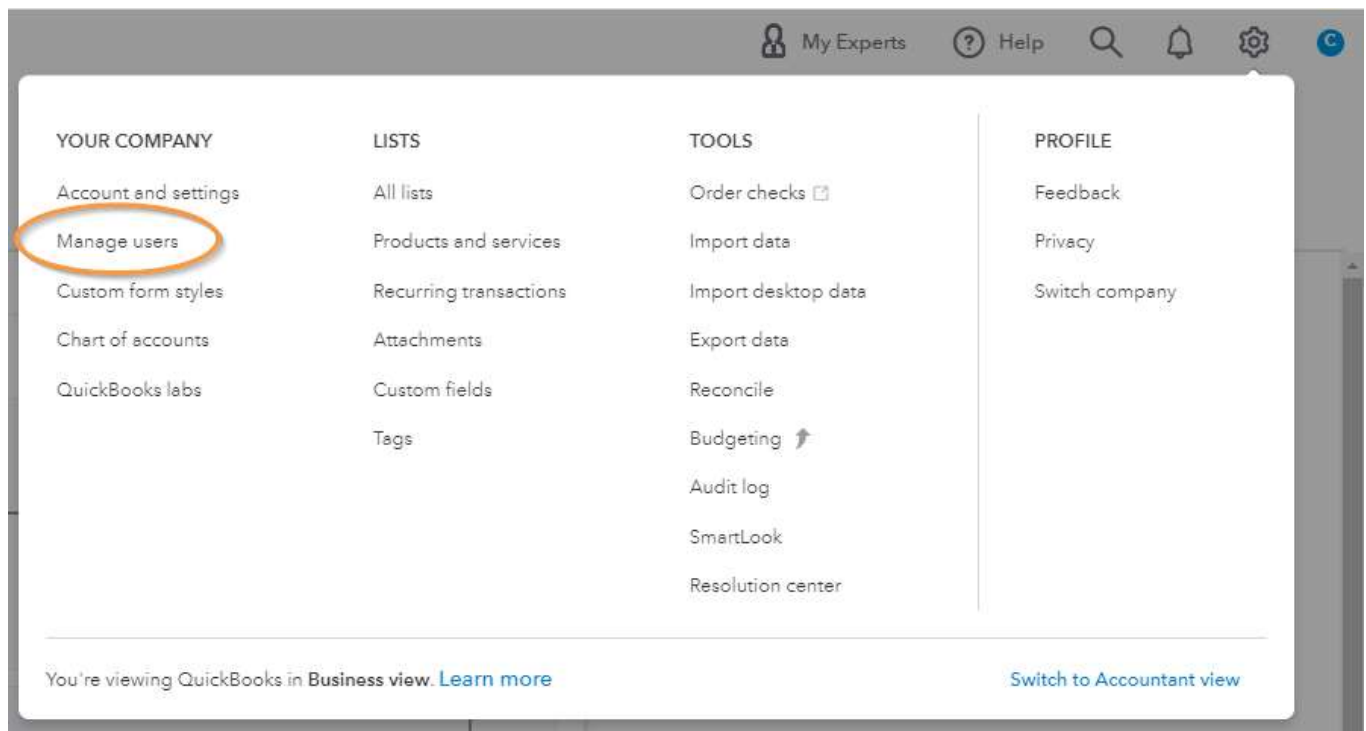 My Experts
Help
C
YOUR COMPANY
Account and settings
Manage users
Custom form styles
Chart of accounts
QuickBooks labs
LISTS
All lists
Products and services
Recurring transactions
Attachments
Custom fields
Tags
TOOLS
Order checks
Import data
Import desktop data
Export data
Reconcile
Budgeting
Audit log
SmartLook
Resolution center
PROFILE
Feedback
Privacy
Switch company
You're viewing QuickBooks in Business view. Learn more
Switch to Accountant view